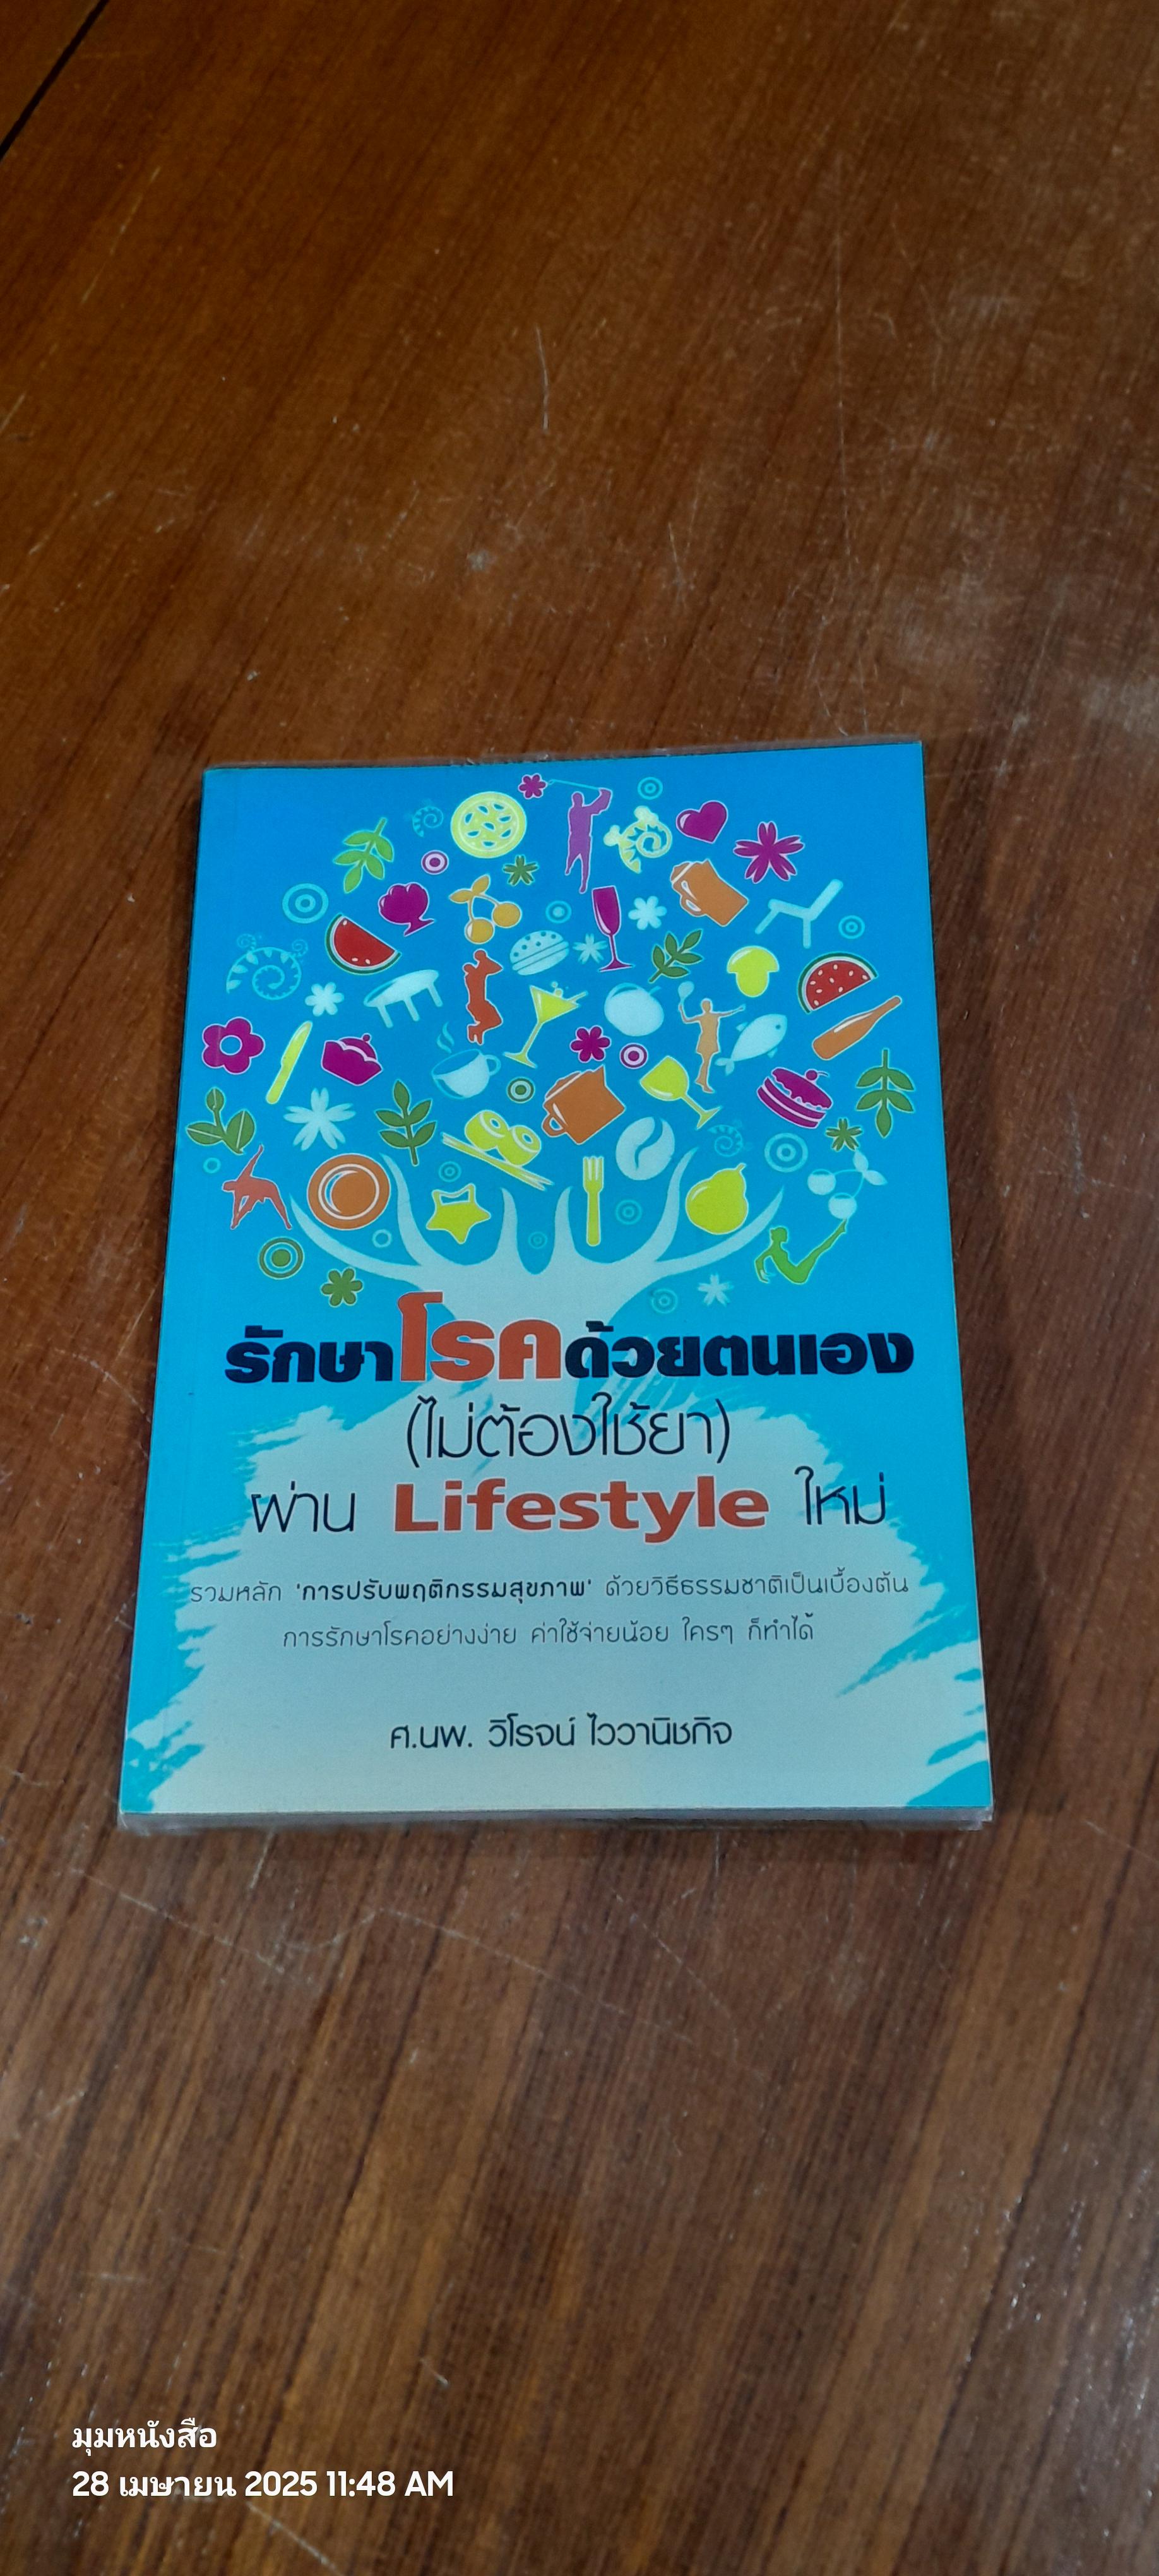 รักษาโรคด้วยตนเอง
(ไม่ต้องใช้ยา)
ผ่าน Lifestyle ใหม่
รวมหลัก 'การปรับพฤติกรรมสุขภาพ' ด้วยวิธีธรรมชาติเป็นเบื้องต้น
การรักษาโรคอย่างง่าย ค่าใช้จ่ายน้อย ใครๆ ก็ทำได้
ศ.นพ. วิโรจน์ ไววานิชกิจ
มุมหนังสือ
28 เมษายน 2025 11:48 AM